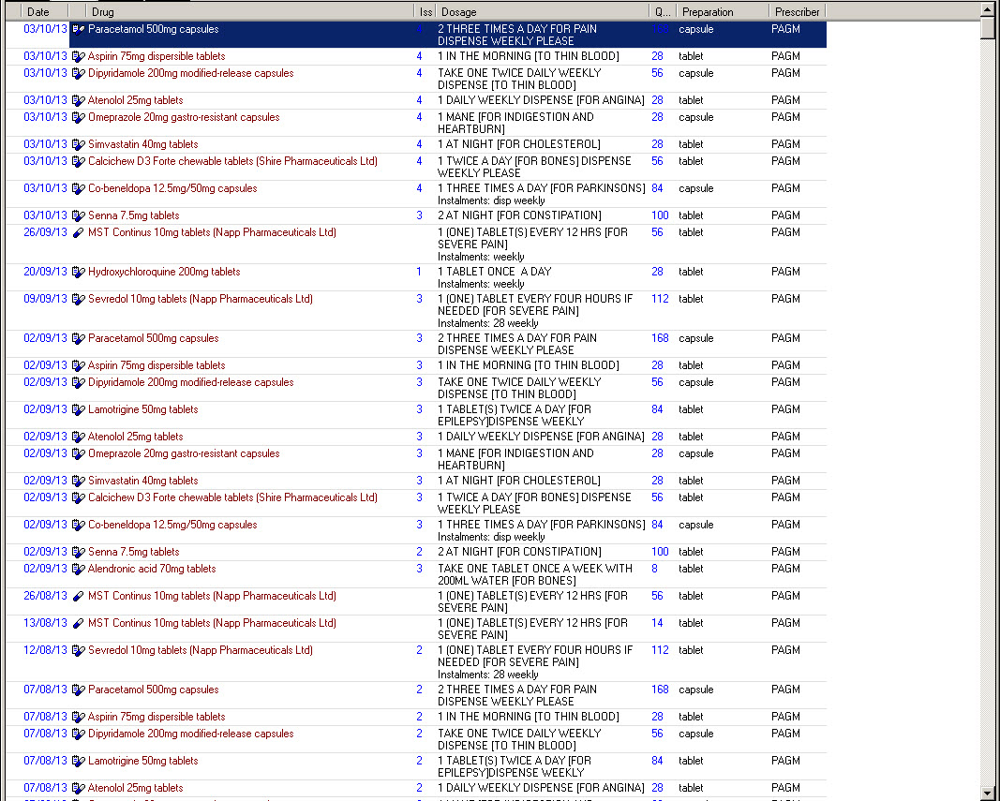 Date Drug Iss Dosage Q... Preparation Prescriber
03/10/13 Paracetamol 500mg capsules 4 2 THREE TIMES A DAY FOR PAIN 168 capsule PAGM
DISPENSE WEEKLY PLEASE
03/10/13 Aspirin 75mg dispersible tablets 4 1 IN THE MORNING [TO THIN BLOOD] 28 tablet PAGM
03/10/13 Dipyridamole 200mg modified-release capsules 4 TAKE ONE TWICE DAILY WEEKLY 56 capsule PAGM
DISPENSE [TO THIN BLOOD]
03/10/13 Atenolol 25mg tablets 4 1 DAILY WEEKLY DISPENSE [FOR ANGINA] 28 tablet PAGM
03/10/13 Omeprazole 20mg gastro-resistant capsules 4 1 MANE [FOR INDIGESTION AND 28 capsule PAGM
HEARTBURN]
03/10/13 Simvastatin 40mg tablets 4 1 AT NIGHT [FOR CHOLESTEROL] 28 tablet PAGM
03/10/13 Calcichew D3 Forte chewable tablets (Shire Pharmaceuticals Ltd) 4 1 TWICE A DAY [FOR BONES] DISPENSE 56 tablet PAGM
WEEKLY PLEASE
03/10/13 Co-beneldopa 12.5mg/50mg capsules 4 1 THREE TIMES A DAY [FOR PARKINSONS] 84 capsule PAGM
Instalments: disp weekly
03/10/13 Senna 7.5mg tablets 3 2 AT NIGHT [FOR CONSTIPATION] 100 tablet PAGM
26/09/13 MST Continus 10mg tablets (Napp Pharmaceuticals Ltd) 1 (ONE) TABLET(S) EVERY 12 HRS [FOR 56 tablet PAGM
SEVERE PAIN]
Instalments: weekly
20/09/13 Hydroxychloroquine 200mg tablets 1 1 TABLET ONCE  A DAY 28 tablet PAGM
Instalments: weekly
09/09/13 Sevredol 10mg tablets (Napp Pharmaceuticals Ltd) 3 1 (ONE) TABLET EVERY FOUR HOURS IF 112 tablet PAGM
NEEDED [FOR SEVERE PAIN]
Instalments: 28 weekly
02/09/13 Paracetamol 500mg capsules 3 2 THREE TIMES A DAY FOR PAIN 168 capsule PAGM
DISPENSE WEEKLY PLEASE
02/09/13 Aspirin 75mg dispersible tablets 3 1 IN THE MORNING [TO THIN BLOOD] 28 tablet PAGM
02/09/13 Dipyridamole 200mg modified-release capsules 3 TAKE ONE TWICE DAILY WEEKLY 56 capsule PAGM
DISPENSE [TO THIN BLOOD]
02/09/13 Lamotrigine 50mg tablets 3 1 TABLET(S) TWICE A DAY [FOR 84 tablet PAGM
EPILEPSY]DISPENSE WEEKLY
02/09/13 Atenolol 25mg tablets 3 1 DAILY WEEKLY DISPENSE [FOR ANGINA] 28 tablet PAGM
02/09/13 Omeprazole 20mg gastro-resistant capsules 3 1 MANE [FOR INDIGESTION AND 28 capsule PAGM
HEARTBURN]
02/09/13 Simvastatin 40mg tablets 3 1 AT NIGHT [FOR CHOLESTEROL] 28 tablet PAGM
02/09/13 Calcichew D3 Forte chewable tablets (Shire Pharmaceuticals Ltd) 3 1 TWICE A DAY [FOR BONES] DISPENSE 56 tablet PAGM
WEEKLY PLEASE
02/09/13 Co-beneldopa 12.5mg/50mg capsules 3 1 THREE TIMES A DAY [FOR PARKINSONS] 84 capsule PAGM
Instalments: disp weekly
02/09/13 Senna 7.5mg tablets 2 2 AT NIGHT [FOR CONSTIPATION] 100 tablet PAGM
02/09/13 Alendronic acid 70mg tablets 3 TAKE ONE TABLET ONCE A WEEK WITH 8 tablet PAGM
200ML WATER [FOR BONES]
26/08/13 MST Continus 10mg tablets (Napp Pharmaceuticals Ltd) 1 (ONE) TABLET(S) EVERY 12 HRS [FOR 56 tablet PAGM
SEVERE PAIN]
13/08/13 MST Continus 10mg tablets (Napp Pharmaceuticals Ltd) 1 (ONE) TABLET(S) EVERY 12 HRS [FOR 14 tablet PAGM
SEVERE PAIN]
12/08/13 Sevredol 10mg tablets (Napp Pharmaceuticals Ltd) 2 1 (ONE) TABLET EVERY FOUR HOURS IF 112 tablet PAGM
NEEDED [FOR SEVERE PAIN]
Instalments: 28 weekly
07/08/13 Paracetamol 500mg capsules 2 2 THREE TIMES A DAY FOR PAIN 168 capsule PAGM
DISPENSE WEEKLY PLEASE
07/08/13 Aspirin 75mg dispersible tablets 2 1 IN THE MORNING [TO THIN BLOOD] 28 tablet PAGM
07/08/13 Dipyridamole 200mg modified-release capsules 2 TAKE ONE TWICE DAILY WEEKLY 56 capsule PAGM
DISPENSE [TO THIN BLOOD]
07/08/13 Lamotrigine 50mg tablets 2 1 TABLET(S) TWICE A DAY [FOR 84 tablet PAGM
EPILEPSY]DISPENSE WEEKLY
07/08/13 Atenolol 25mg tablets 2 1 DAILY WEEKLY DISPENSE [FOR ANGINA] 28 tablet PAGM